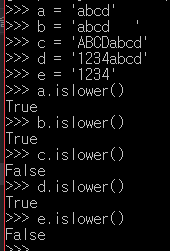 >>> a = 'abcd'
>>> b = 'abcd   '
>>> c = 'ABCDabcd'
>>> d = '1234abcd'
>>> e = '1234'
>>> a.islower()
True
>>> b.islower()
True
>>> c.islower()
False
>>> d.islower()
True
>>> e.islower()
False
>>>